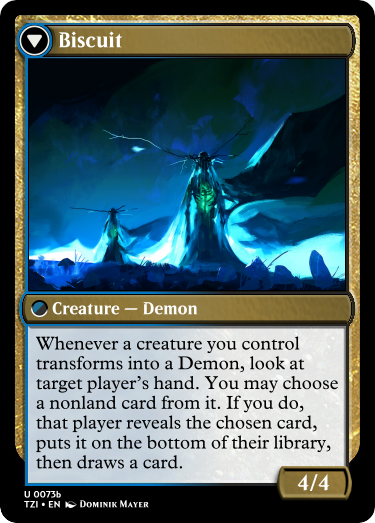 Biscuit
Creature — Demon
Whenever a creature you control
transforms into a Demon, look at
target player's hand. You may choose
a nonland card from it. If you do,
that player reveals the chosen card,
puts it on the bottom of their library,
then draws a card.
4/4
U 0073b
TZI • EN Dominik Mayer